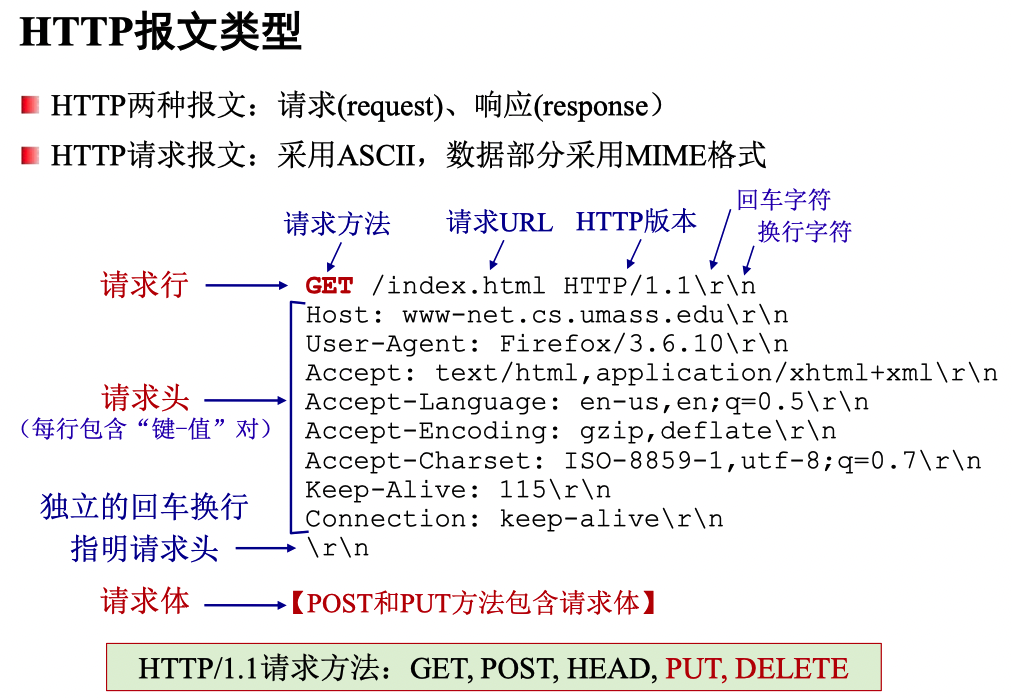 HTTP报文类型
HTTP两种报文：请求(request)、响应(response）
HTTP请求报文：采用ASCII，数据部分采用MIME格式
回车字符
请求方法 请求URL HTTP版本
换行字符
请求行 GET /index.html HTTP/1.1\r\n
Host: www-net.cs.umass.edu\r\n
User-Agent: Firefox/3.6.10\r\n
Accept: text/html,application/xhtml+xml\r\n
请求头 Accept-Language: en-us,en;q=0.5\r\n
（每行包含“键-值”对） Accept-Encoding: gzip,deflate\r\n
Accept-Charset: ISO-8859-1,utf-8;q=0.7\r\n
Keep-Alive: 115\r\n
独立的回车换行 Connection: keep-alive\r\n
指明请求头 \r\n
请求体 【POST和PUT方法包含请求体】
HTTP/1.1请求方法：GET, POST, HEAD, PUT, DELETE